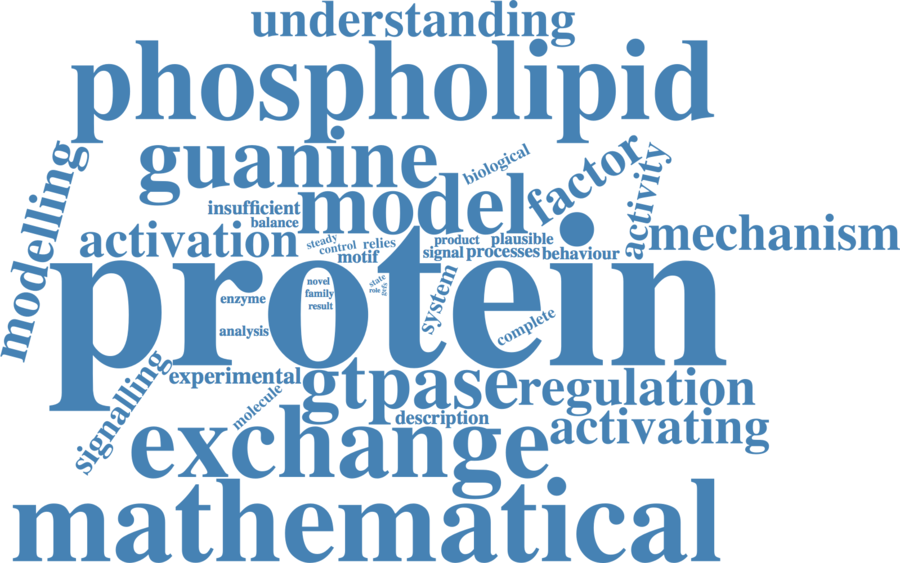 understanding
phospholipid
guanine
biological
factor
modelling
activity
insufficient
model
balance
mechanism
activation
steady
control
relies
motif
product
plausible
signal
processes
behaviour
protein
novel
family
result
state
role
enzyme
analysis
system
complete
signalling
experimental
gtpase
regulation
molecule
description
exchange
activating
mathematical